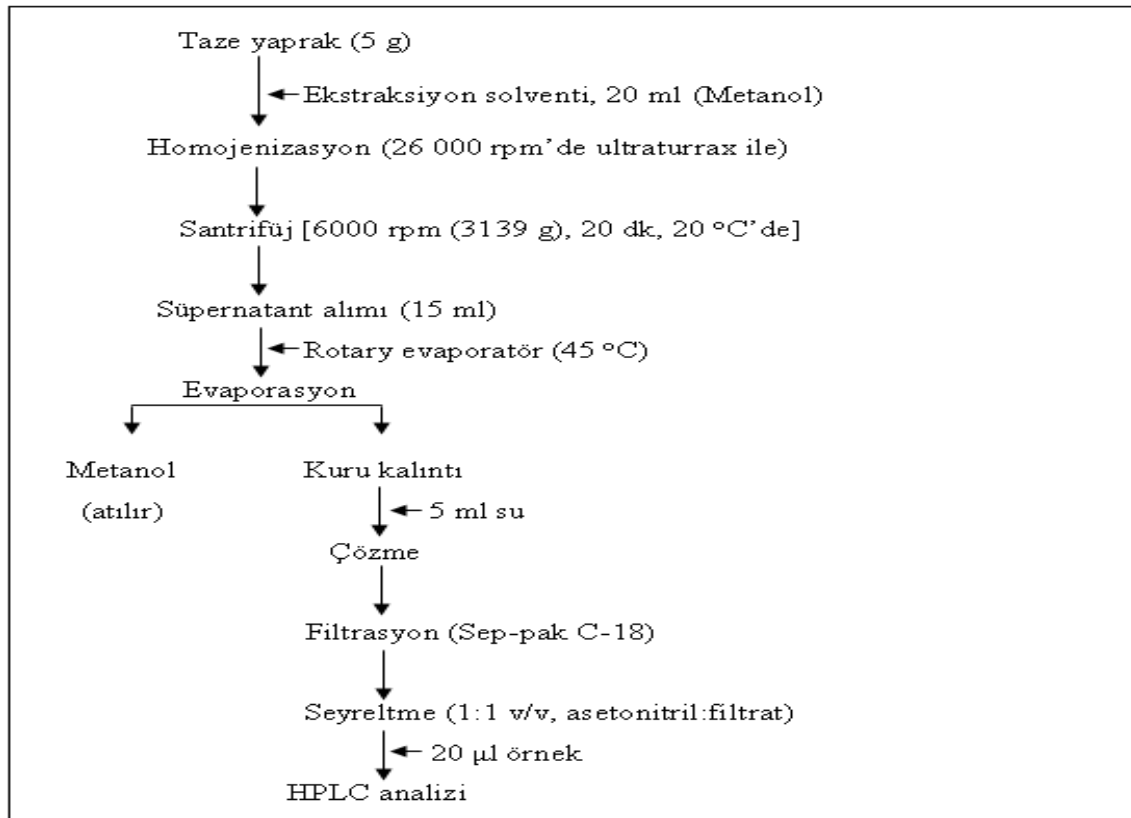 Taze yaprak (5 g)
Ekstraksiyon solventi, 20 ml (Metanol)
Homojenizasyon (26 000 rpm’de ultraturrax ile)
Santrifüj [6000 rpm (3139 g), 20 dk, 20 °C’de]
Süpernatant alımı (15 ml)
Rotary evaporatör (45 °C)
Evaporasyon
Metanol
(atılır)
Kuru kalıntı
5 ml su
Çözme
Filtrasyon (Sep-pak C-18)
Seyreltme (1:1 v/v, asetonitril:filtrat)
20 µl örnek
HPLC analizi